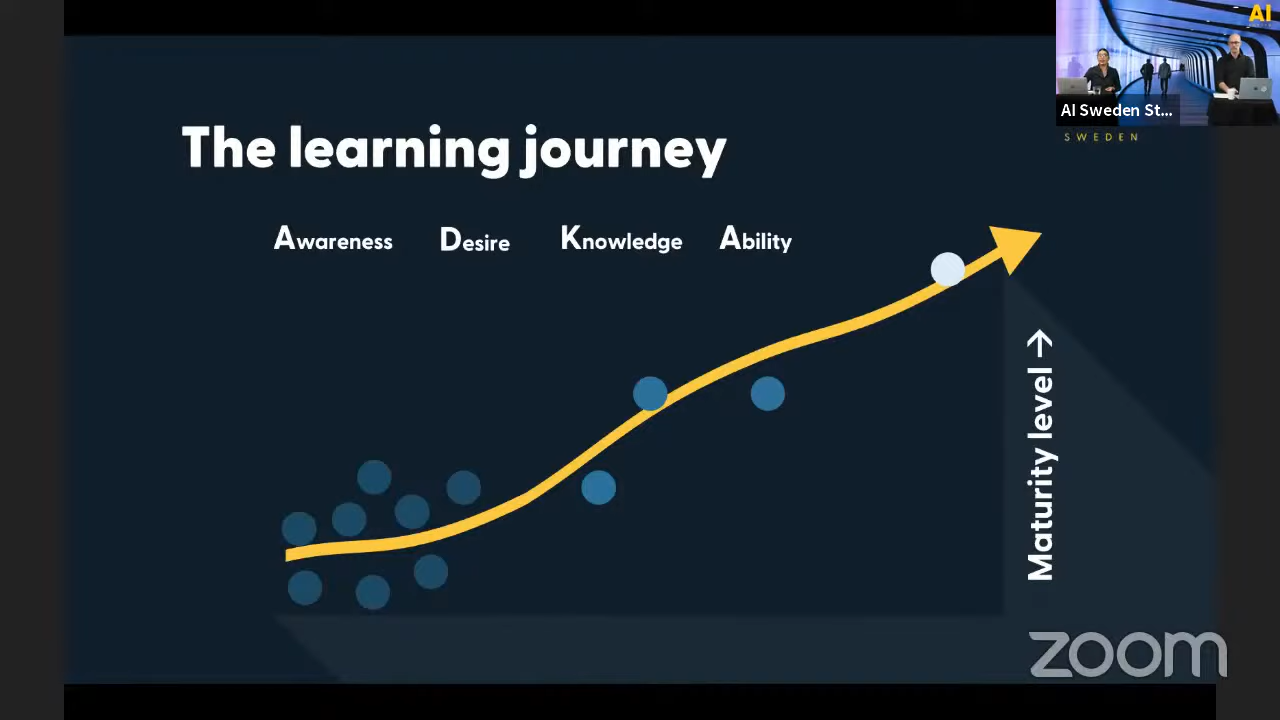 AI
AI Sweden St...
SWEDEN
The learning journey
Awareness Desire Knowledge Ability
Maturity level →
zoom